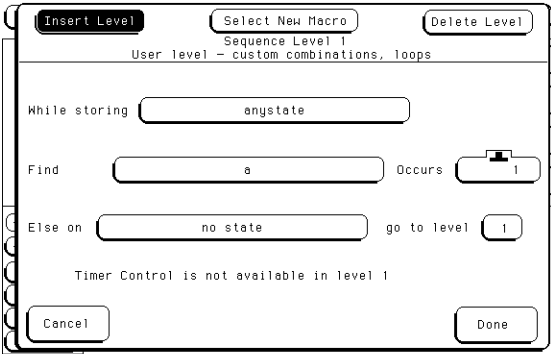 Insert Level Select New Macro Delete Level
Sequence Level 1
User level – custom combinations, loops
While storing anystate
Find a Occurs 1
Else on no state go to level 1
Timer Control is not available in level 1
Cancel Done